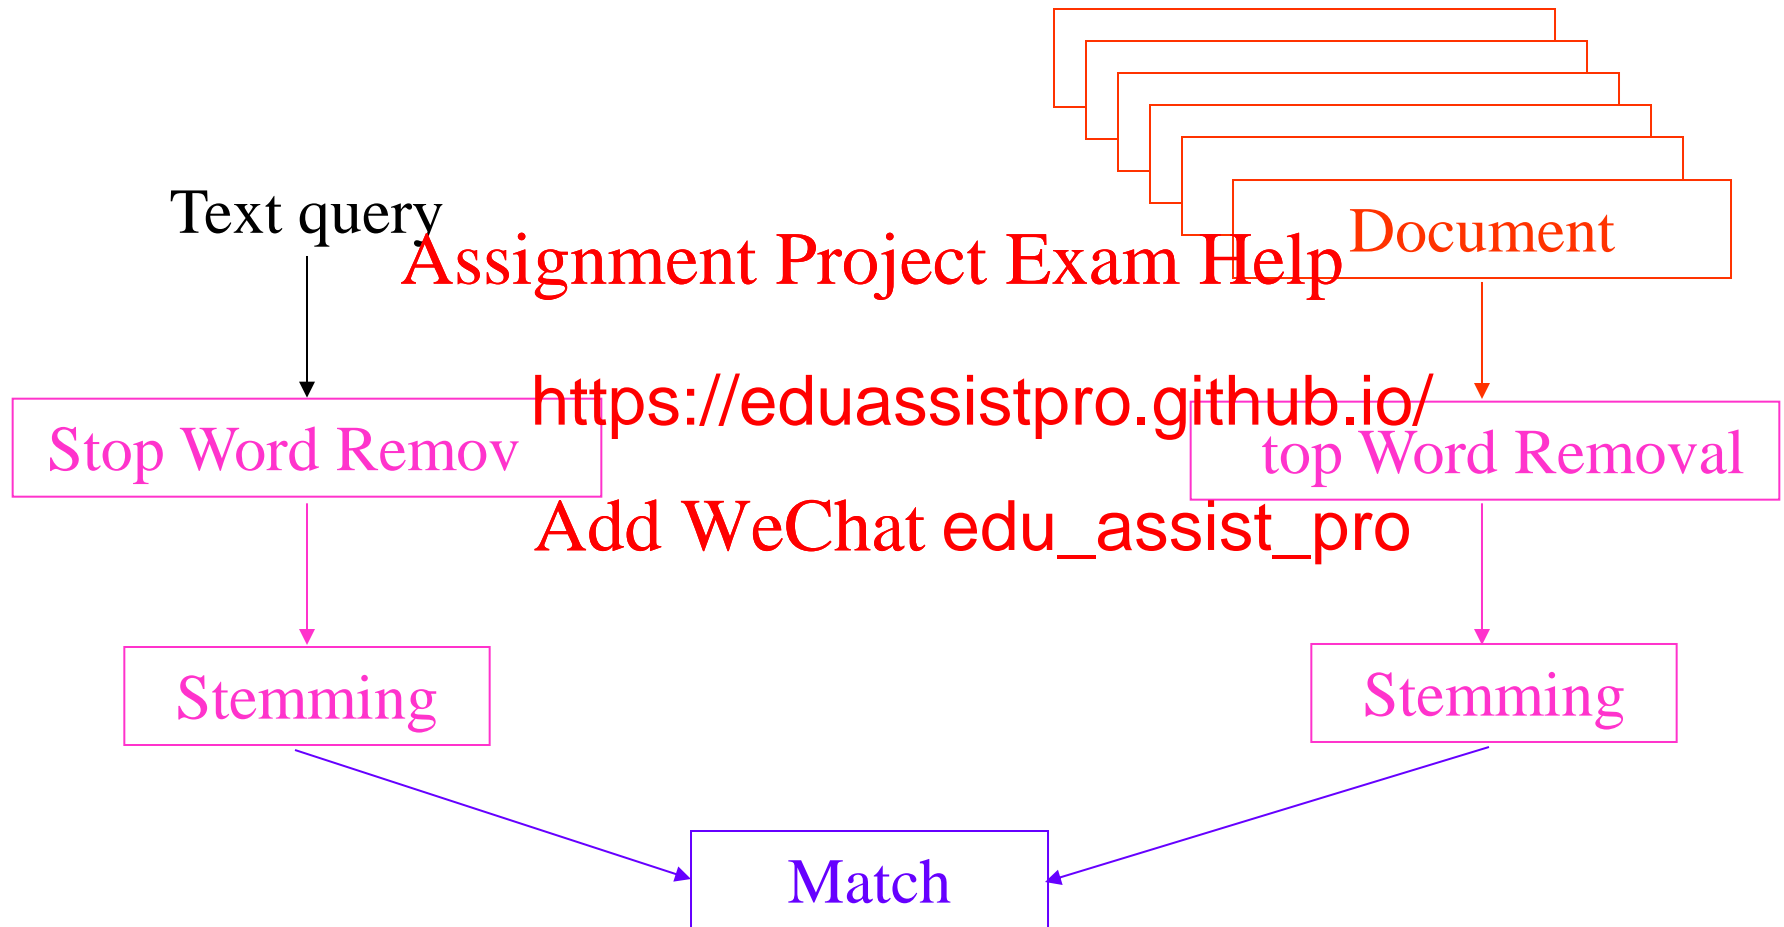 Text query
Document
Assignment Project Exam Help
https://eduassistpro.github.io/
Stop Word Remov
top Word Removal
Add WeChat edu_assist_pro
Stemming
Stemming
Match